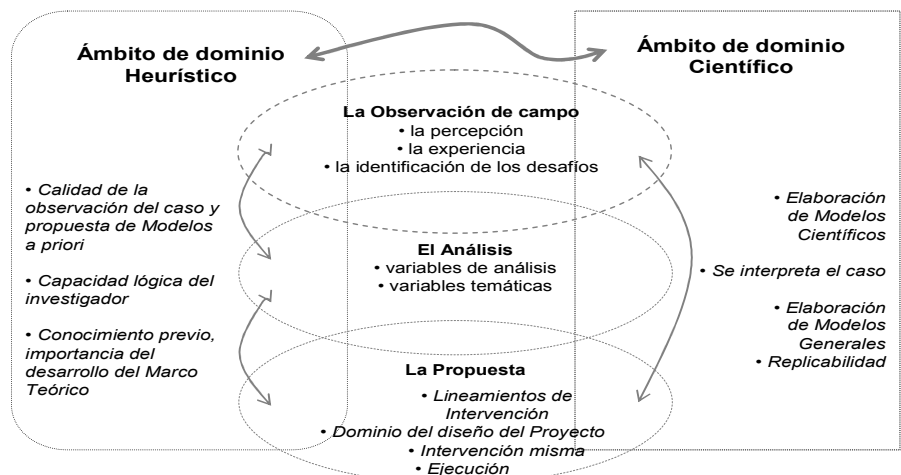 Ámbito de dominio
Heurístico
Ámbito de dominio
Científico
La Observación de campo
• la percepción
• la experiencia
• la identificación de los desafíos
• Calidad de la
observación del caso y
propuesta de Modelos
a priori
• Capacidad lógica del
investigador
• Conocimiento previo,
importancia del
desarrollo del Marco
Teórico
El Análisis
• variables de análisis
• variables temáticas
La Propuesta
• Lineamientos de
Intervención
• Dominio del diseño del Proyecto
• Intervención misma
• Ejecución
• Elaboración
de Modelos
Científicos
• Se interpreta el caso
• Elaboración
de Modelos
Generales
• Replicabilidad